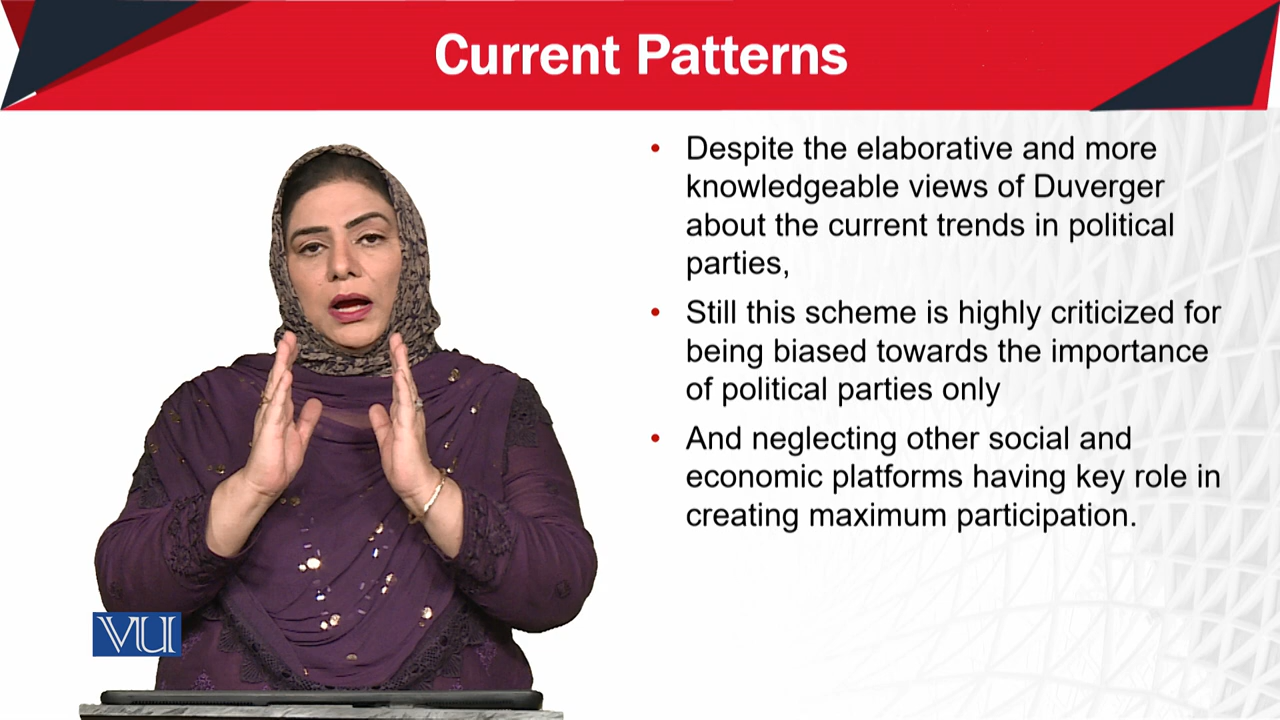 Current Patterns
• Despite the elaborative and more
knowledgeable views of Duverger
about the current trends in political
parties,
• Still this scheme is highly criticized for
being biased towards the importance
of political parties only
• And neglecting other social and
economic platforms having key role in
creating maximum participation.
VU